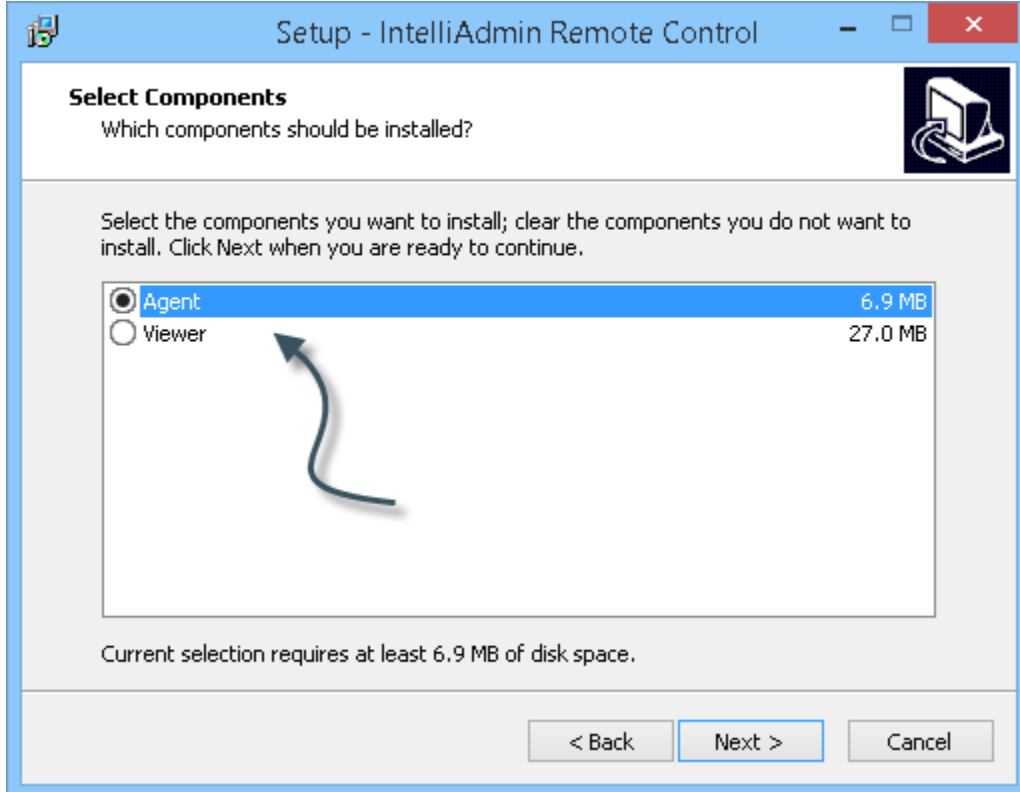 Setup - IntelliAdmin Remote Control
Select Components
Which components should be installed?
Select the components you want to install; clear the components you do not want to
install. Click Next when you are ready to continue.
Agent 6.9 MB
Viewer 27.0 MB
Current selection requires at least 6.9 MB of disk space.
< Back Next > Cancel